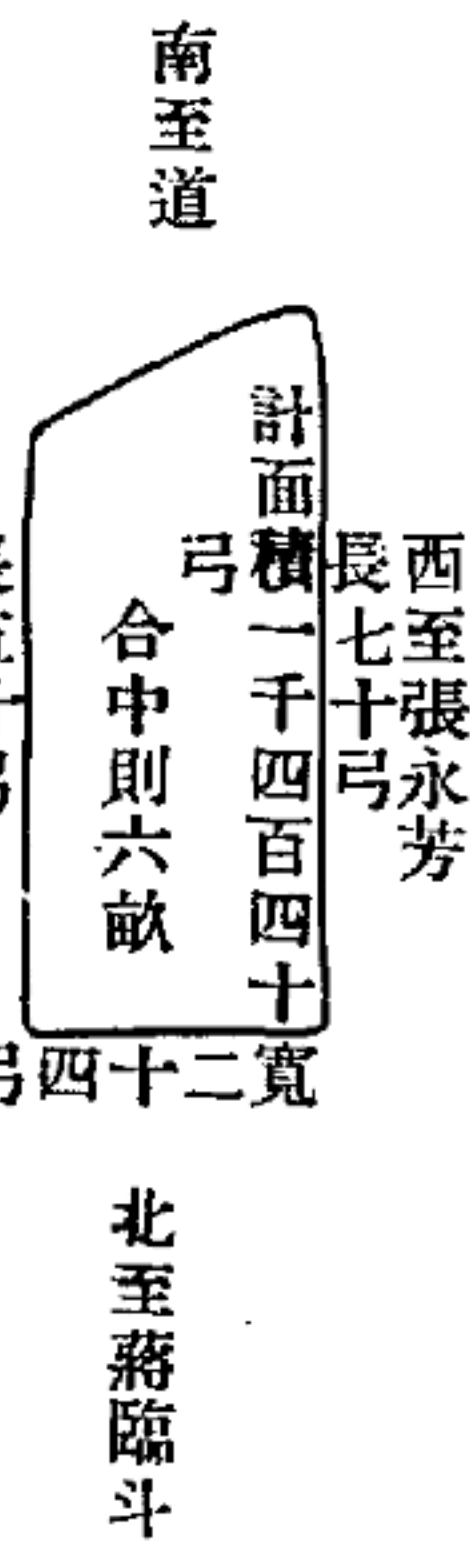 南至道
西至張永芳
長七十弓
計面積一千四百四十
弓
合中則六畝
寬二十四弓
北至蔣臨斗